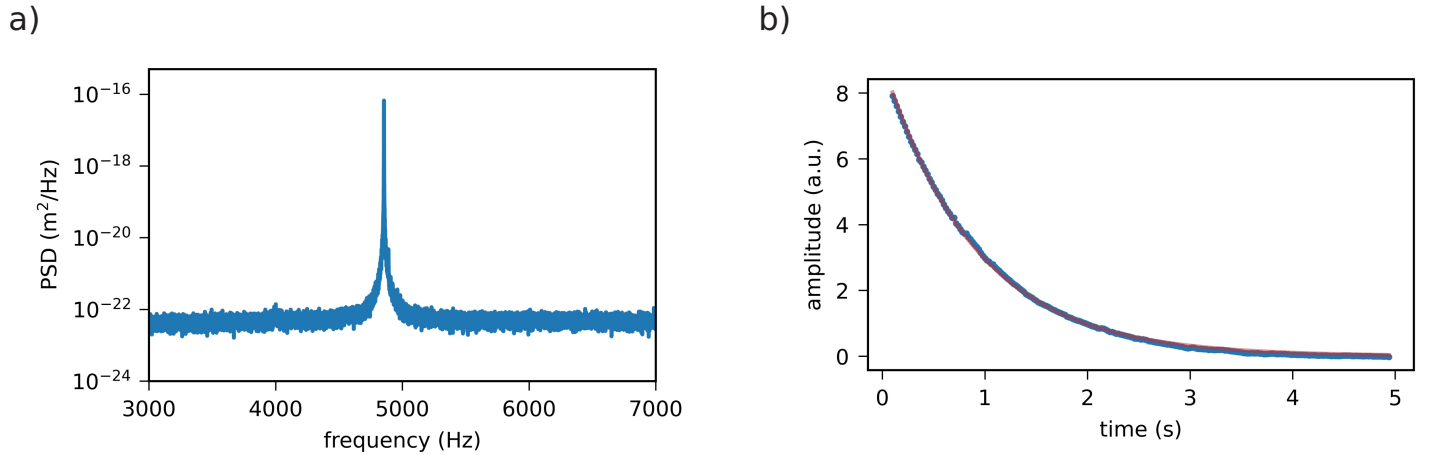 a)
PSD (m²/Hz)
10⁻¹⁶
10⁻¹⁸
10⁻²⁰
10⁻²²
10⁻²⁴
3000 4000 5000 6000 7000
frequency (Hz)
b)
amplitude (a.u.)
8
6
4
2
0
0 1 2 3 4 5
time (s)